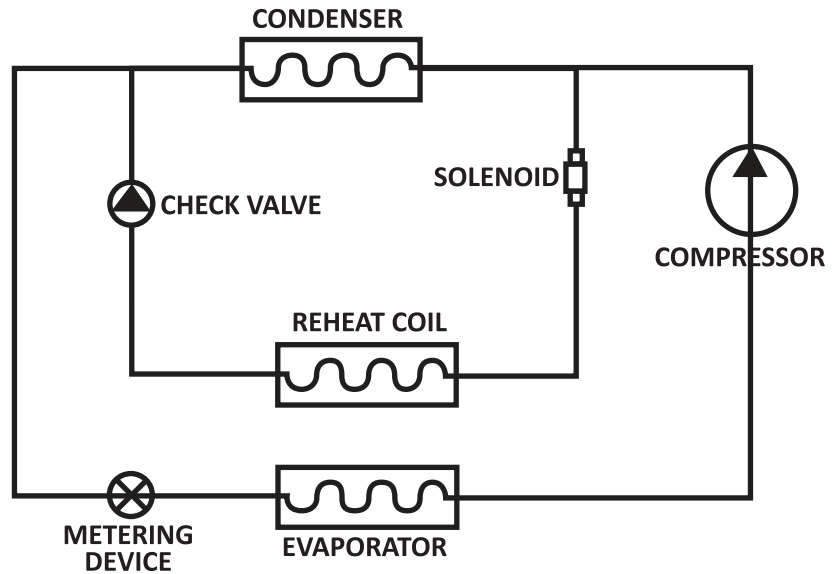 CONDENSER
SOLENOID
CHECK VALVE
COMPRESSOR
REHEAT COIL
METERING
DEVICE
EVAPORATOR